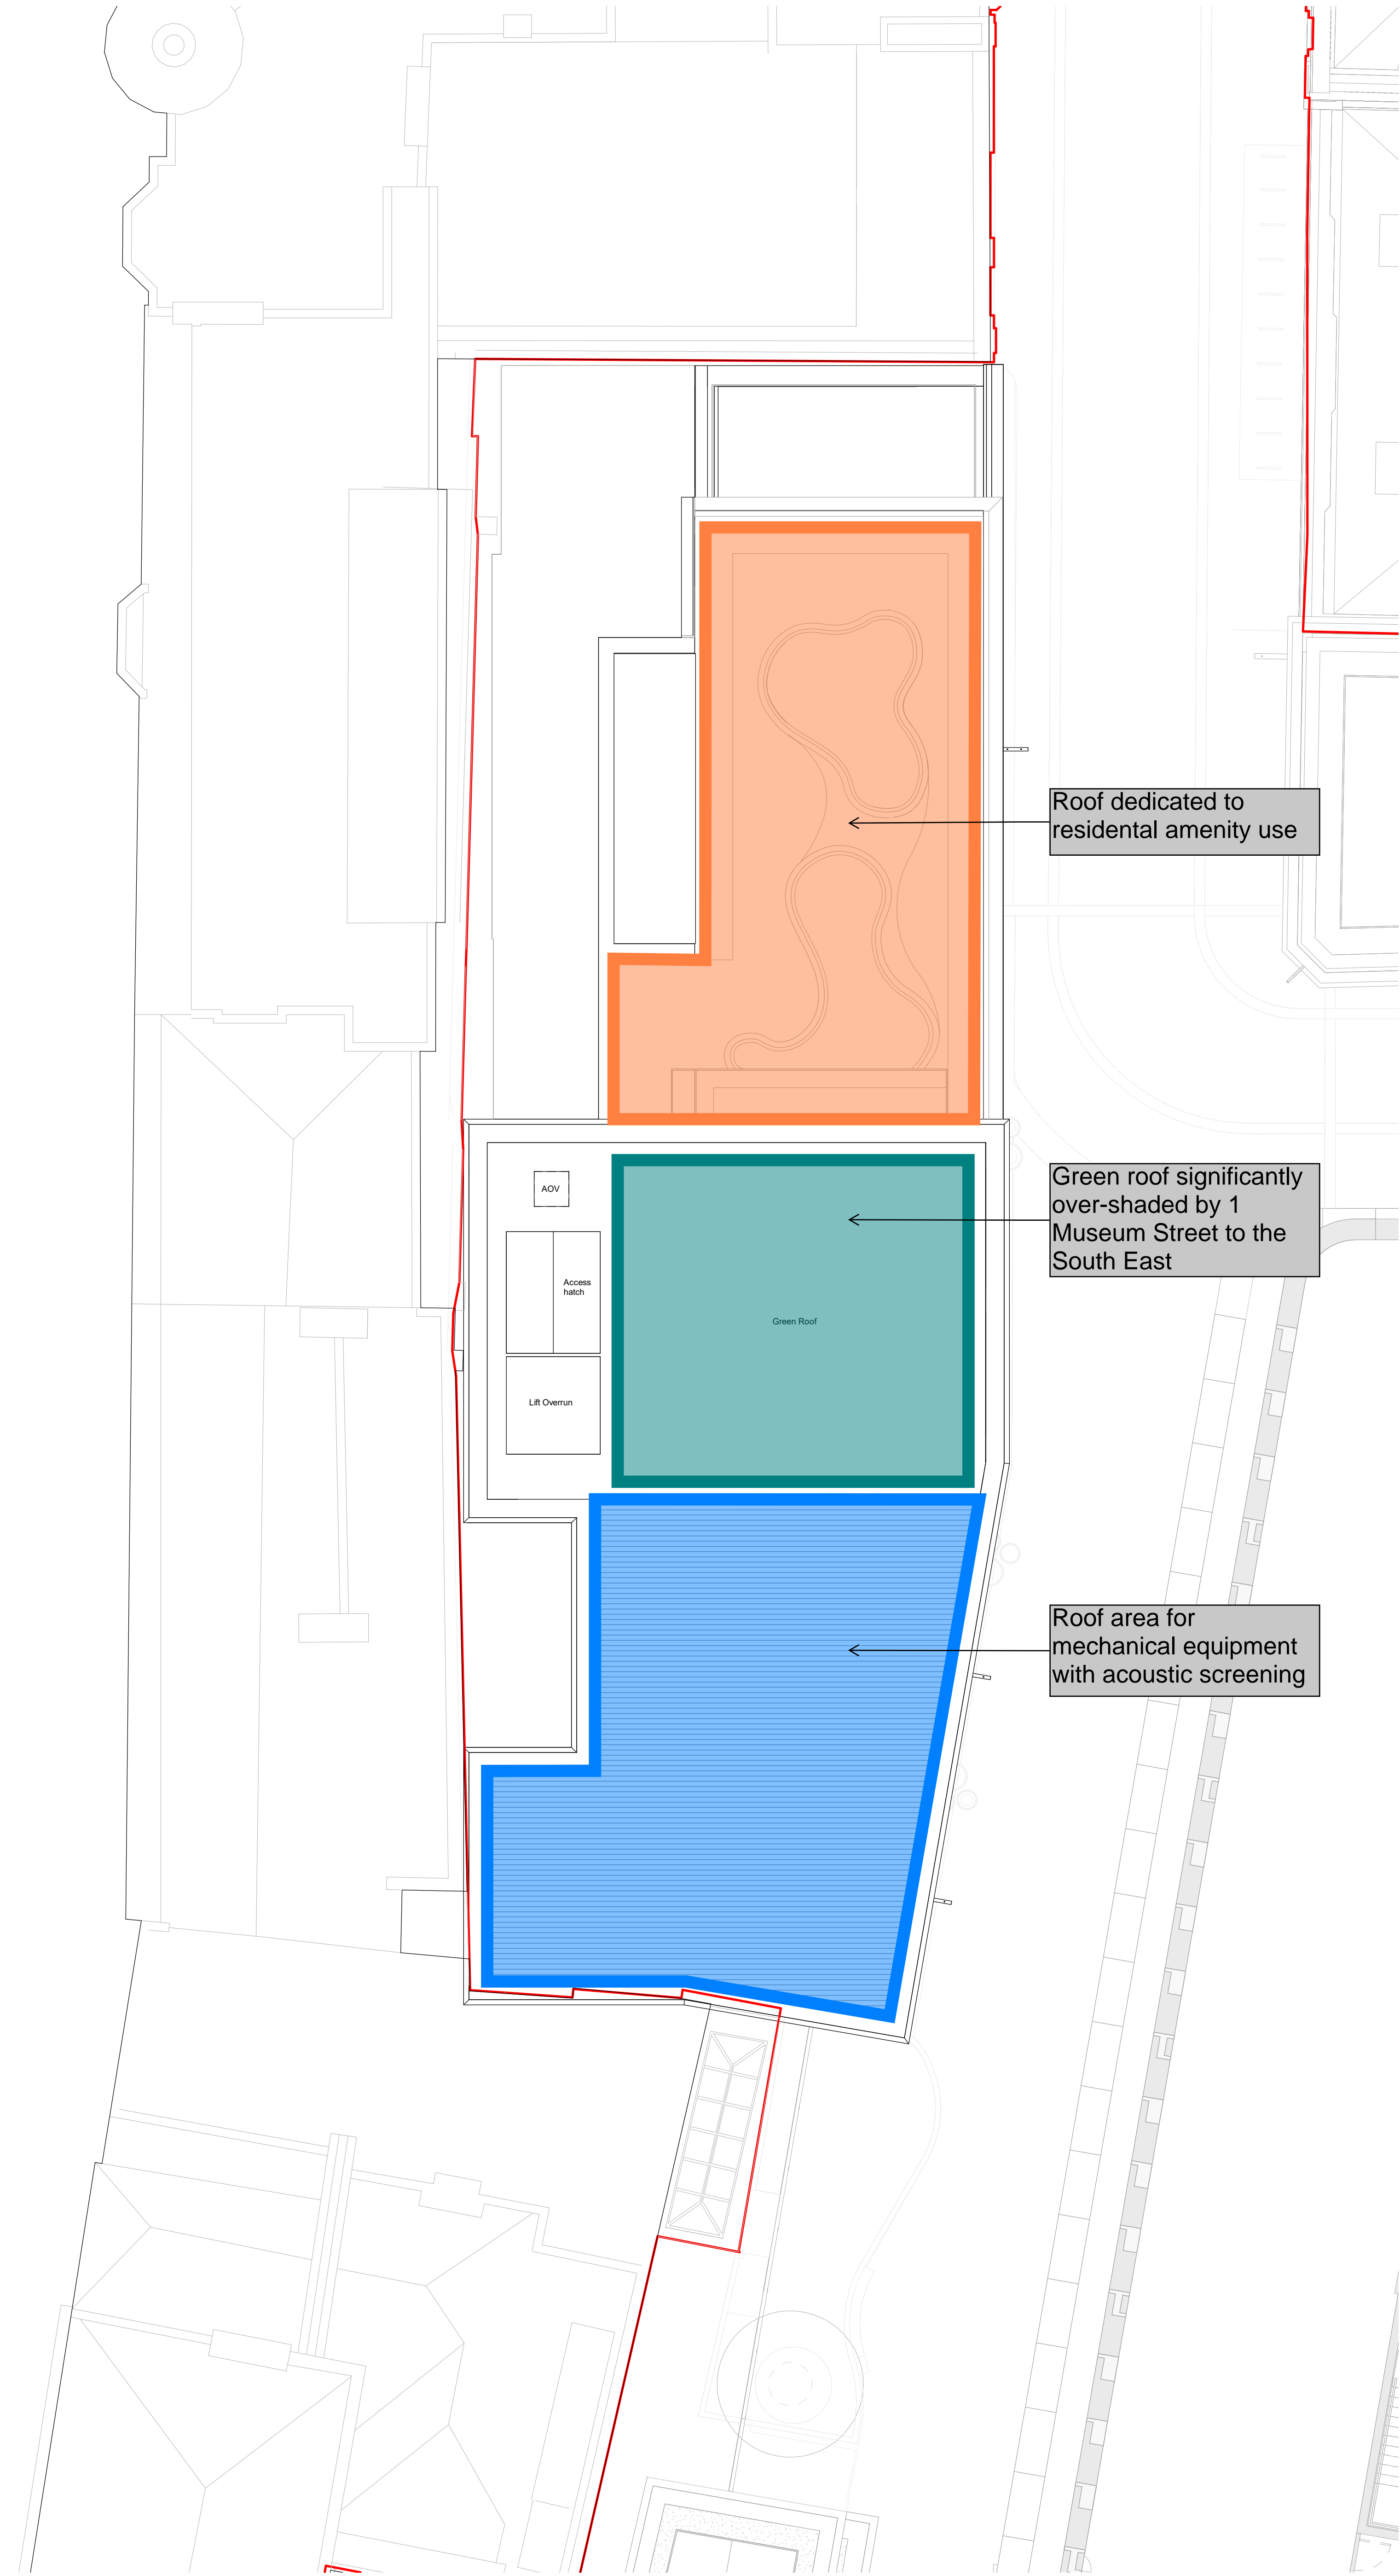 Roof dedicated to
residental amenity use
Green roof significantly
over-shaded by 1
Museum Street to the
South East
AOV
Access
hatch
Green Roof
Lift Overrun
Roof area for
mechanical equipment
with acoustic screening